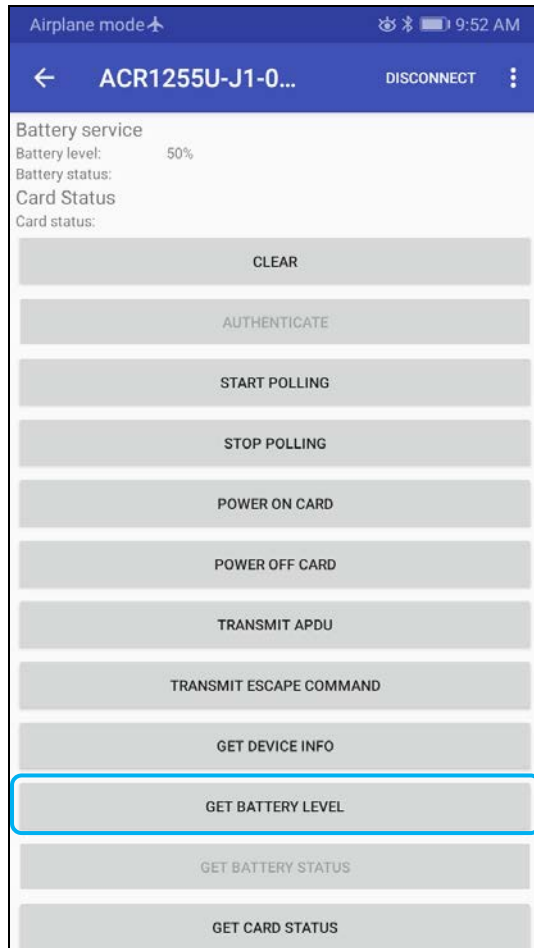 Airplane mode 9:52 AM
ACR1255U-J1-0... DISCONNECT
Battery service
Battery level: 50%
Battery status:
Card Status
Card status:
CLEAR
AUTHENTICATE
START POLLING
STOP POLLING
POWER ON CARD
POWER OFF CARD
TRANSMIT APDU
TRANSMIT ESCAPE COMMAND
GET DEVICE INFO
GET BATTERY LEVEL
GET BATTERY STATUS
GET CARD STATUS